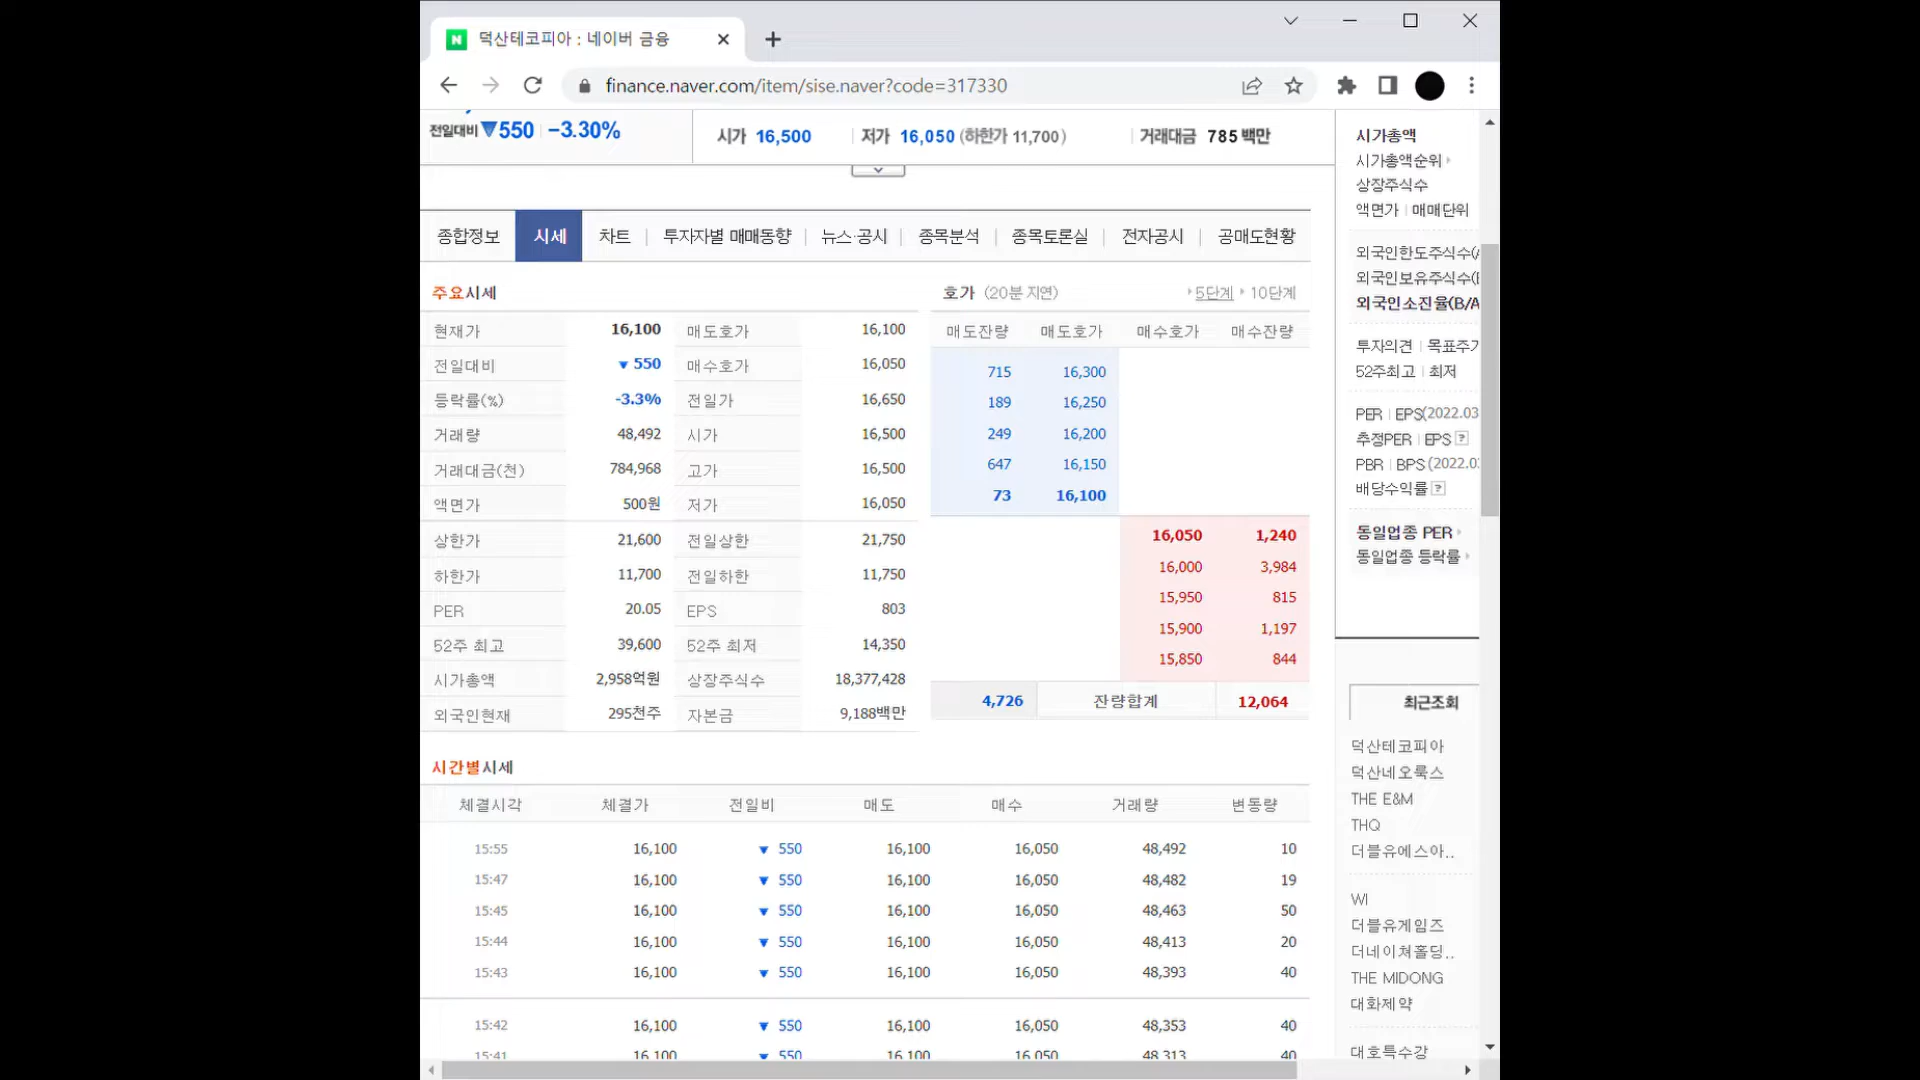 덕산테코피아 : 네이버 금융
finance.naver.com/item/sise.naver?code=317330
전일대비 ▼550 -3.30%
시가 16,500 저가 16,050 (하한가 11,700) 거래대금 785 백만
종합정보 시세 차트 투자자별 매매동향 뉴스·공시 종목분석 종목토론실 전자공시 공매도현황
주요시세
현재가 16,100 매도호가 16,100
전일대비 ▼ 550 매수호가 16,050
등락률(%) -3.3% 전일가 16,650
거래량 48,492 시가 16,500
거래대금(천) 784,968 고가 16,500
액면가 500원 저가 16,050
상한가 21,600 전일상한 21,750
하한가 11,700 전일하한 11,750
PER 20.05 EPS 803
52주 최고 39,600 52주 최저 14,350
시가총액 2,958억원 상장주식수 18,377,428
외국인현재 295천주 자본금 9,188백만
호가 (20분 지연) 5단계 10단계
매도잔량 매도호가 매수호가 매수잔량
715 16,300
189 16,250
249 16,200
647 16,150
73 16,100
16,050 1,240
16,000 3,984
15,950 815
15,900 1,197
15,850 844
4,726 잔량합계 12,064
시간별시세
체결시각 체결가 전일비 매도 매수 거래량 변동량
15:55 16,100 ▼ 550 16,100 16,050 48,492 10
15:47 16,100 ▼ 550 16,100 16,050 48,482 19
15:45 16,100 ▼ 550 16,100 16,050 48,463 50
15:44 16,100 ▼ 550 16,100 16,050 48,413 20
15:43 16,100 ▼ 550 16,100 16,050 48,393 40
15:42 16,100 ▼ 550 16,100 16,050 48,353 40
15:41 16,100 ▼ 550 16,100 16,050 48,313 40
시가총액
시가총액순위
상장주식수
액면가 | 매매단위
외국인한도주식수(A
외국인보유주식수(B
외국인소진율(B/A
투자의견 | 목표주가
52주최고 | 최저
PER | EPS(2022.03
추정PER | EPS ?
PBR | BPS (2022.03
배당수익률 ?
동일업종 PER
동일업종 등락률
최근조회
덕산테코피아
덕산네오룩스
THE E&M
THQ
더블유에스아..
WI
더블유게임즈
더네이쳐홀딩..
THE MIDONG
대화제약
대호특수강